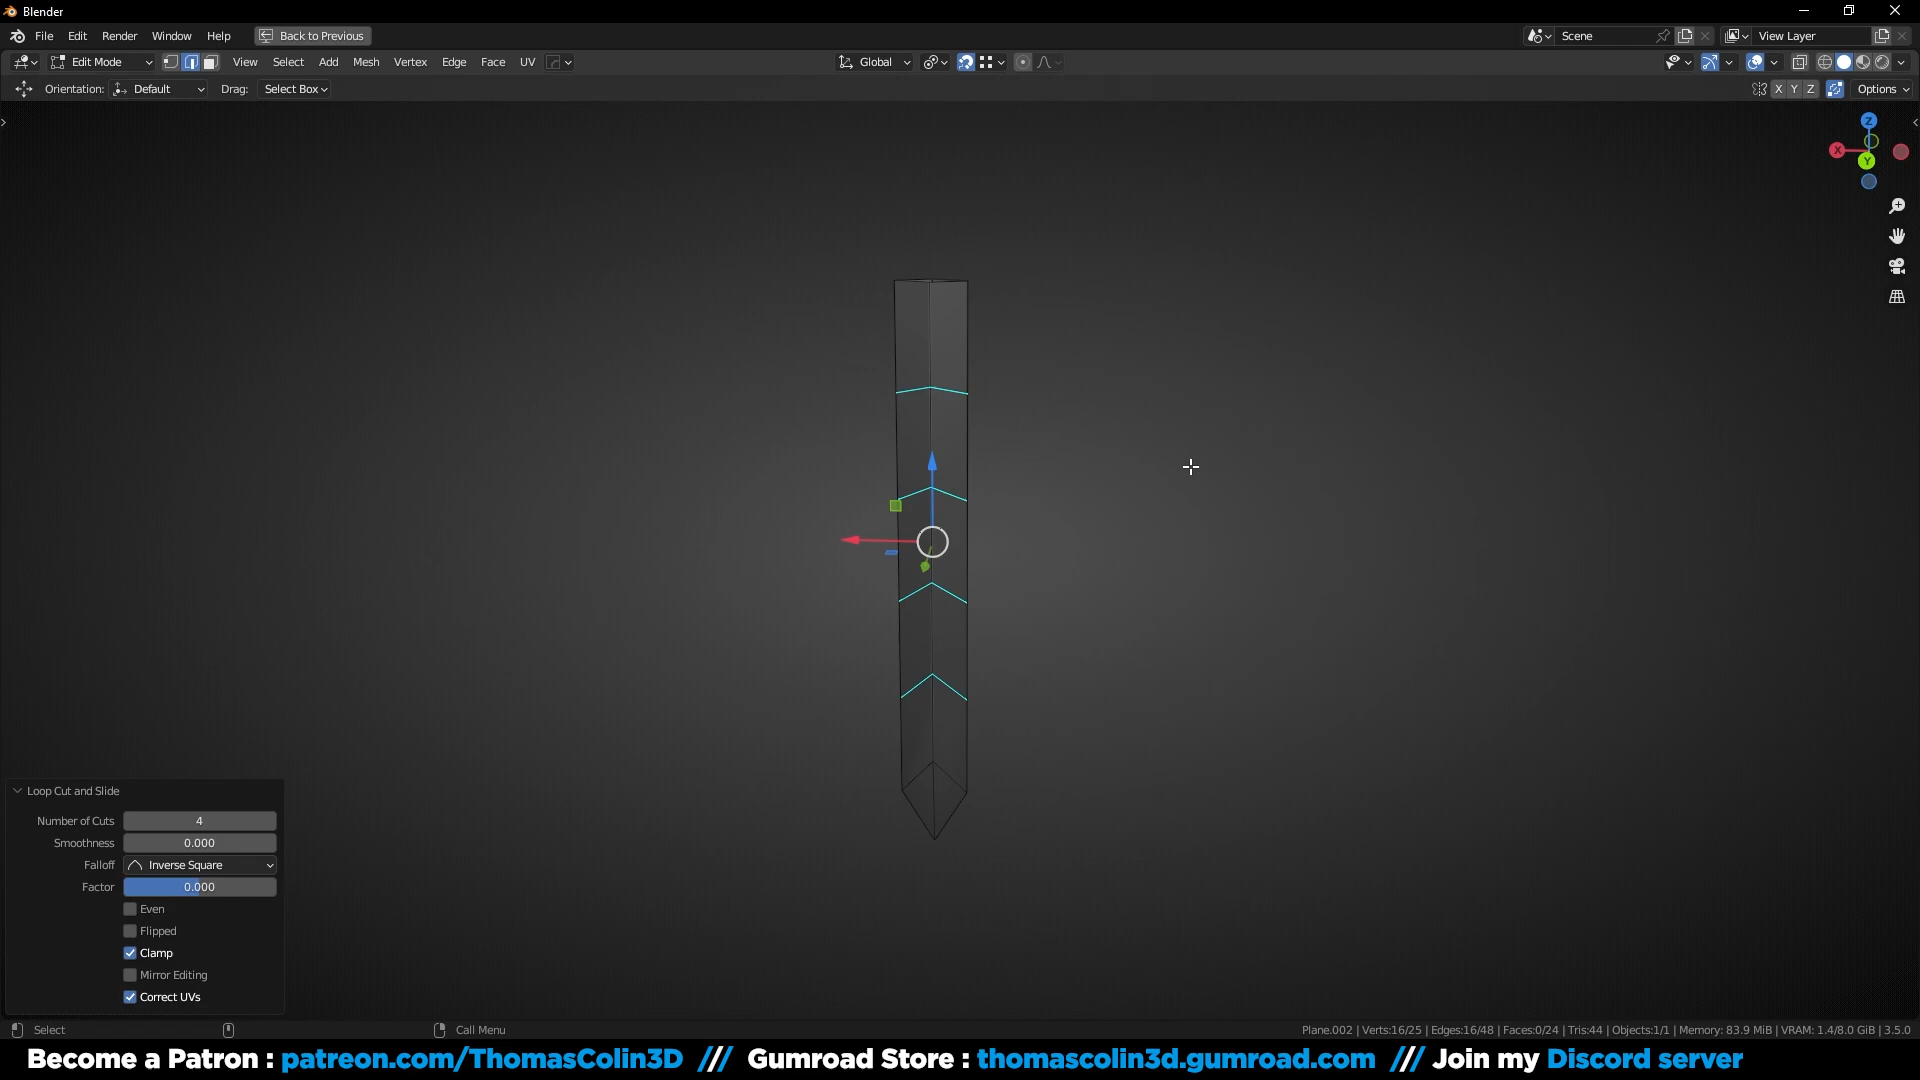 Blender
File Edit Render Window Help Back to Previous Scene View Layer
Edit Mode View Select Add Mesh Vertex Edge Face UV Global
Orientation: Default Drag: Select Box X Y Z Options
Z
X
Y
Loop Cut and Slide
Number of Cuts 4
Smoothness 0.000
Falloff Inverse Square
Factor 0.000
Even
Flipped
Clamp
Mirror Editing
Correct UVs
Select Call Menu Plane.002 | Verts:16/25 | Edges:16/48 | Faces:0/24 | Tris:44 | Objects:1/1 | Memory: 83.9 MiB | VRAM: 1.4/8.0 GiB | 3.5.0
Become a Patron : patreon.com/ThomasColin3D /// Gumroad Store : thomascolin3d.gumroad.com /// Join my Discord server